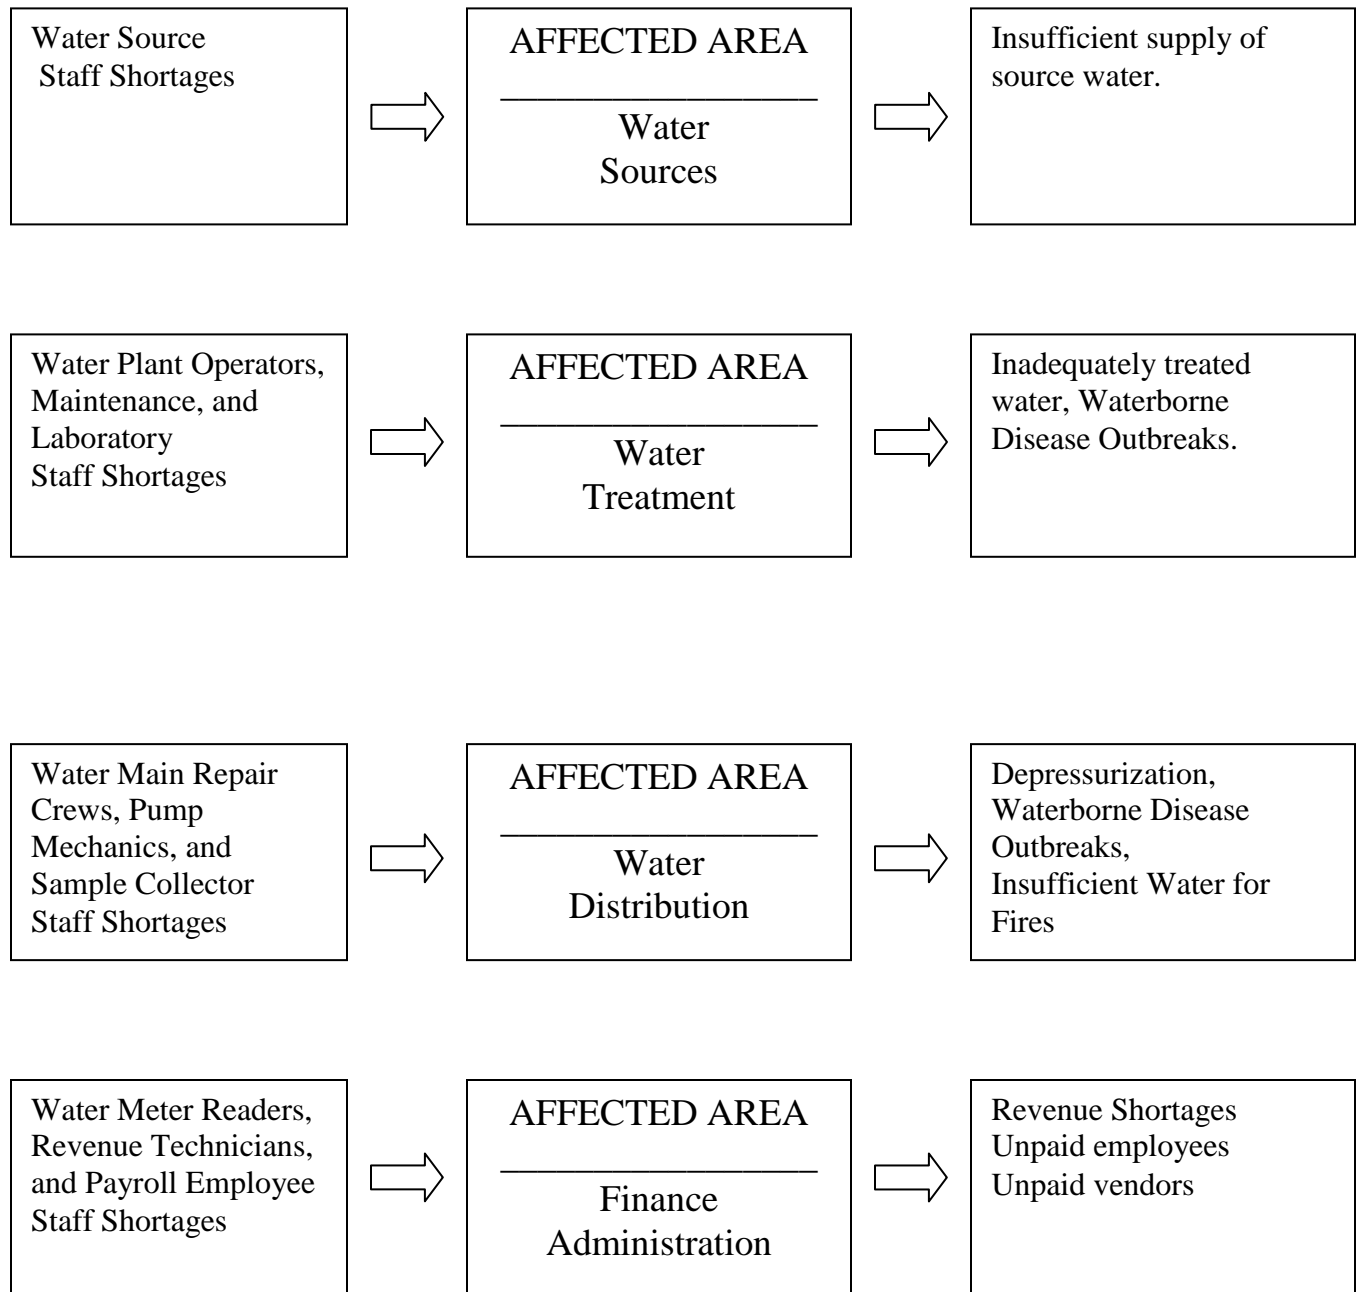 Water Source
Staff Shortages
AFFECTED AREA
Water
Sources
Insufficient supply of
source water.
Water Plant Operators,
Maintenance, and
Laboratory
Staff Shortages
AFFECTED AREA
Water
Treatment
Inadequately treated
water, Waterborne
Disease Outbreaks.
Water Main Repair
Crews, Pump
Mechanics, and
Sample Collector
Staff Shortages
AFFECTED AREA
Water
Distribution
Depressurization,
Waterborne Disease
Outbreaks,
Insufficient Water for
Fires
Water Meter Readers,
Revenue Technicians,
and Payroll Employee
Staff Shortages
AFFECTED AREA
Finance
Administration
Revenue Shortages
Unpaid employees
Unpaid vendors